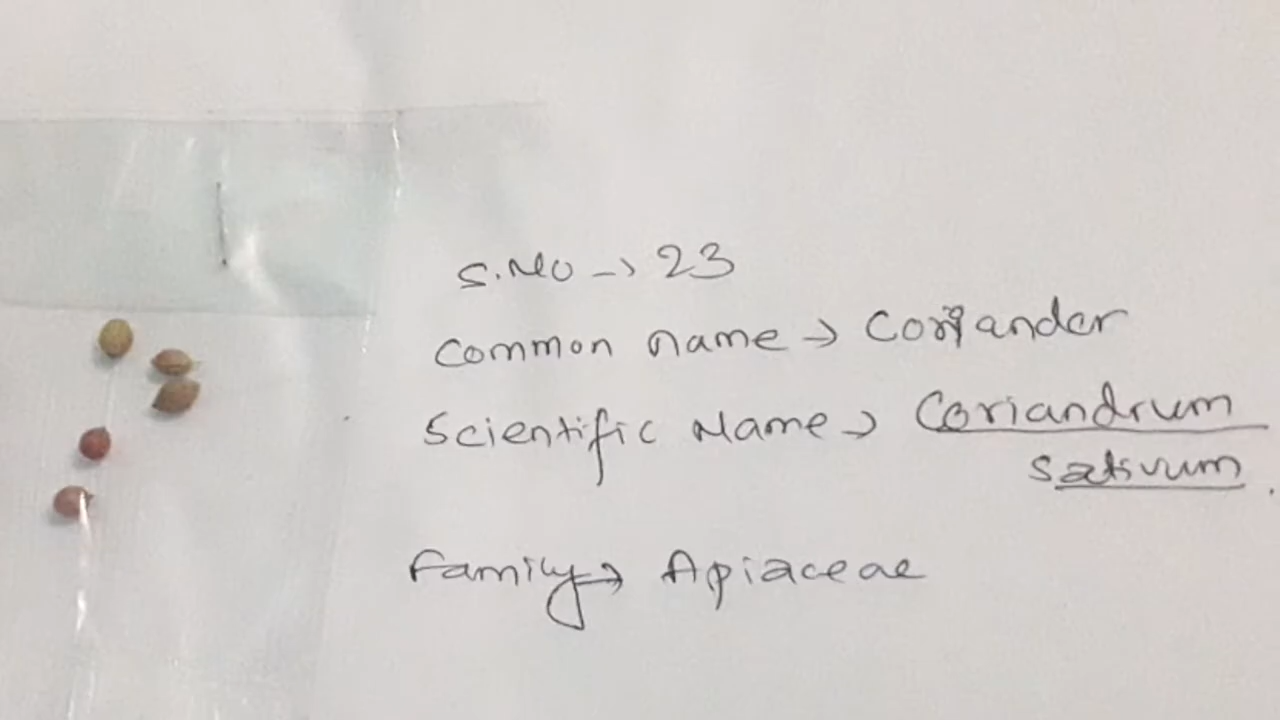 S.No → 23
Common name → Coriander
Scientific Name → Coriandrum
sativum.
Family → Apiaceae